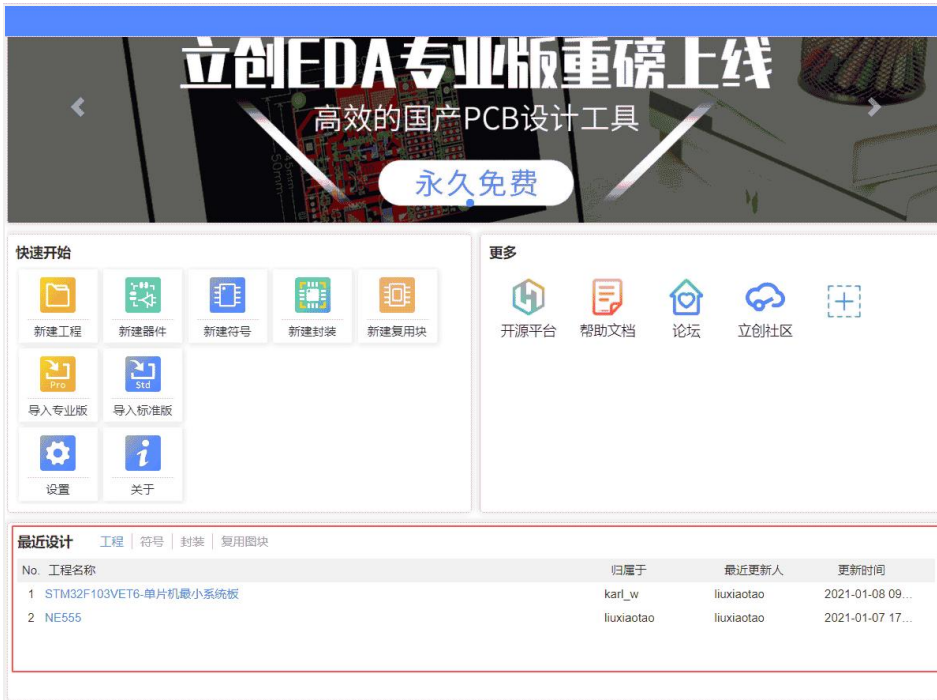 立创EDA专业版重磅上线
高效的国产PCB设计工具
永久免费
快速开始
新建工程 新建器件 新建符号 新建封装 新建复用块
Pro Std
导入专业版 导入标准版
设置 关于
更多
开源平台 帮助文档 论坛 立创社区
最近设计 工程 符号 封装 复用图块
No. 工程名称 归属于 最近更新人 更新时间
1 STM32F103VET6-单片机最小系统板 karl_w liuxiaotao 2021-01-08 09...
2 NE555 liuxiaotao liuxiaotao 2021-01-07 17...